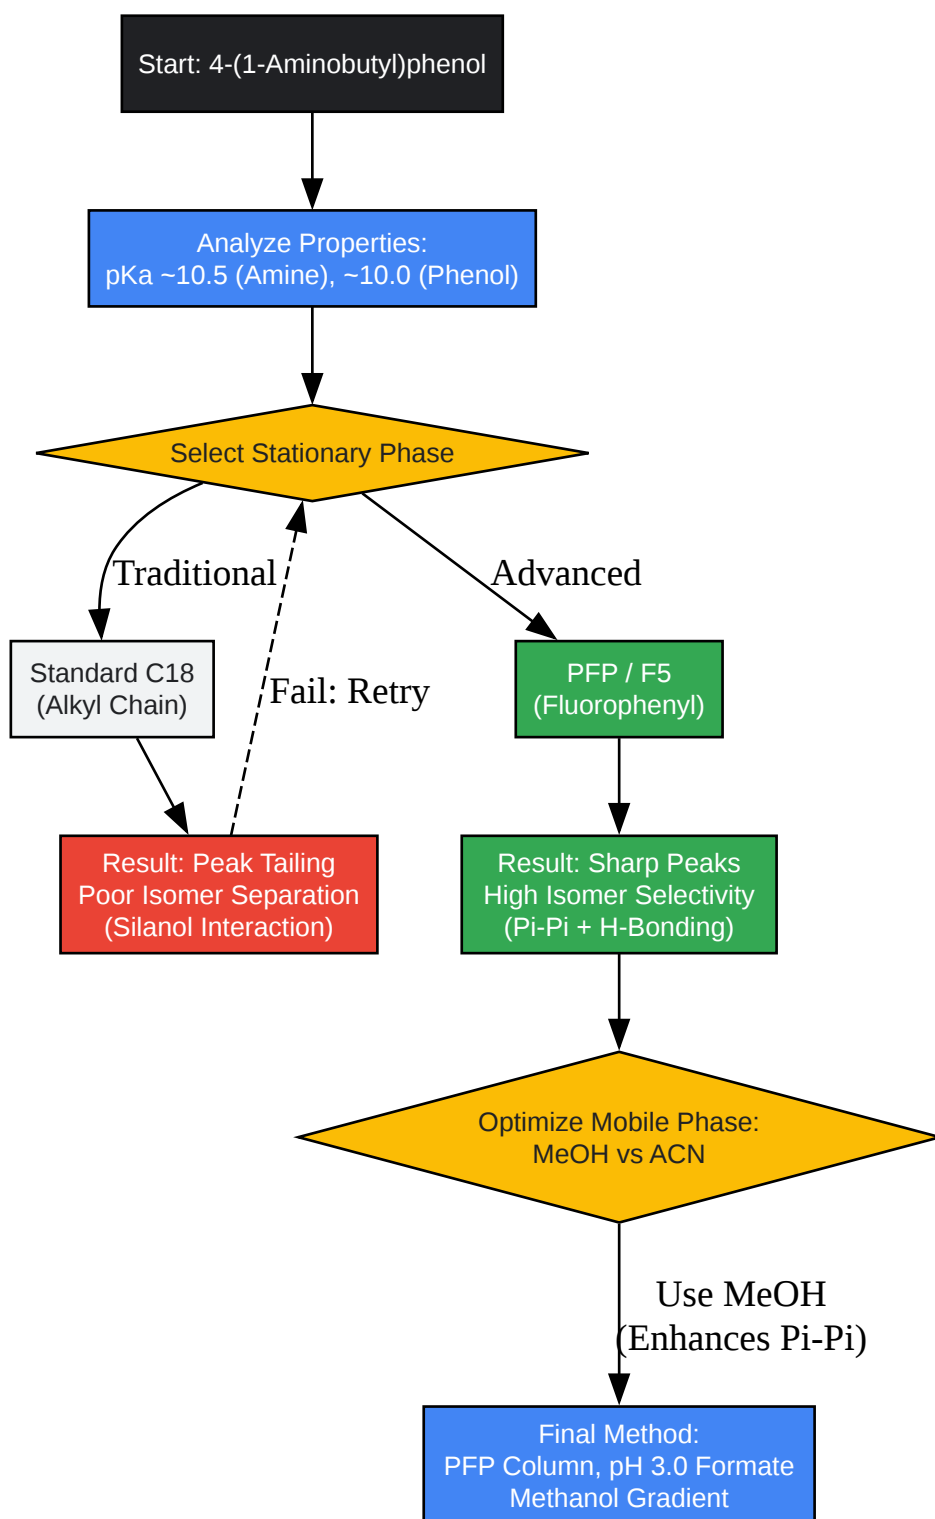 Start: 4-(1-Aminobutyl)phenol
Analyze Properties:
pKa ~10.5 (Amine), ~10.0 (Phenol)
Select Stationary Phase
Traditional
Advanced
Standard C18
(Alkyl Chain)
Fail: Retry
PFP / F5
(Fluorophenyl)
Result: Peak Tailing
Poor Isomer Separation
(Silanol Interaction)
Result: Sharp Peaks
High Isomer Selectivity
(Pi-Pi + H-Bonding)
Optimize Mobile Phase:
MeOH vs ACN
Use MeOH
(Enhances Pi-Pi)
Final Method:
PFP Column, pH 3.0 Formate
Methanol Gradient